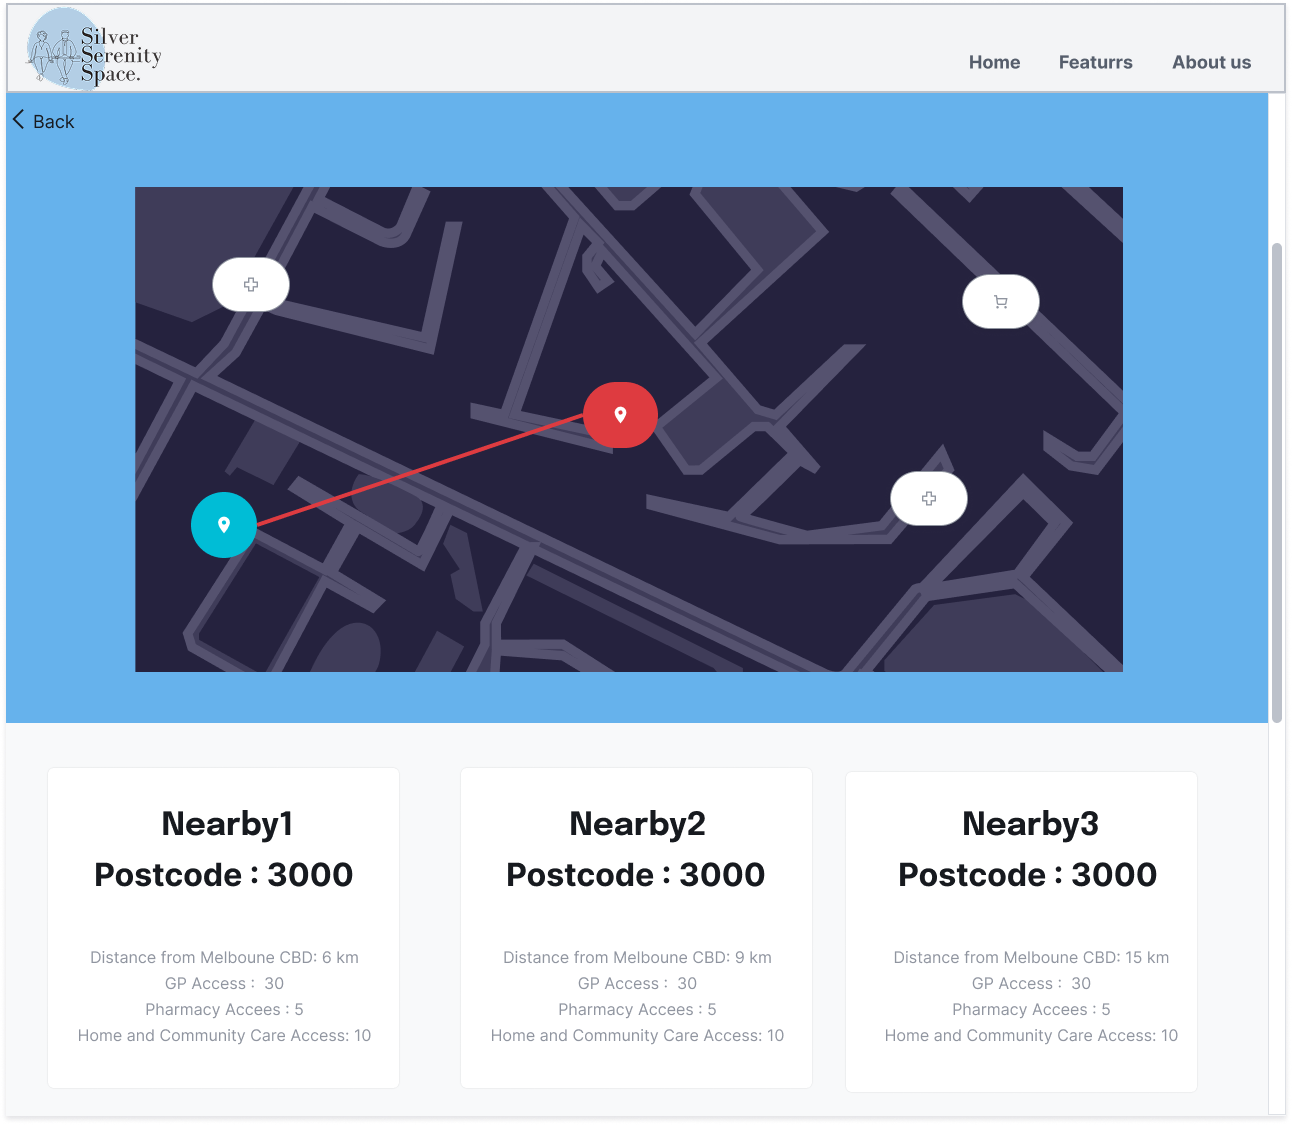 Silver
Serenity
Space.
Home Featurrs About us
Back
Nearby1
Postcode : 3000
Distance from Melboune CBD: 6 km
GP Access : 30
Pharmacy Accees : 5
Home and Community Care Access: 10
Nearby2
Postcode : 3000
Distance from Melboune CBD: 9 km
GP Access : 30
Pharmacy Accees : 5
Home and Community Care Access: 10
Nearby3
Postcode : 3000
Distance from Melboune CBD: 15 km
GP Access : 30
Pharmacy Accees : 5
Home and Community Care Access: 10